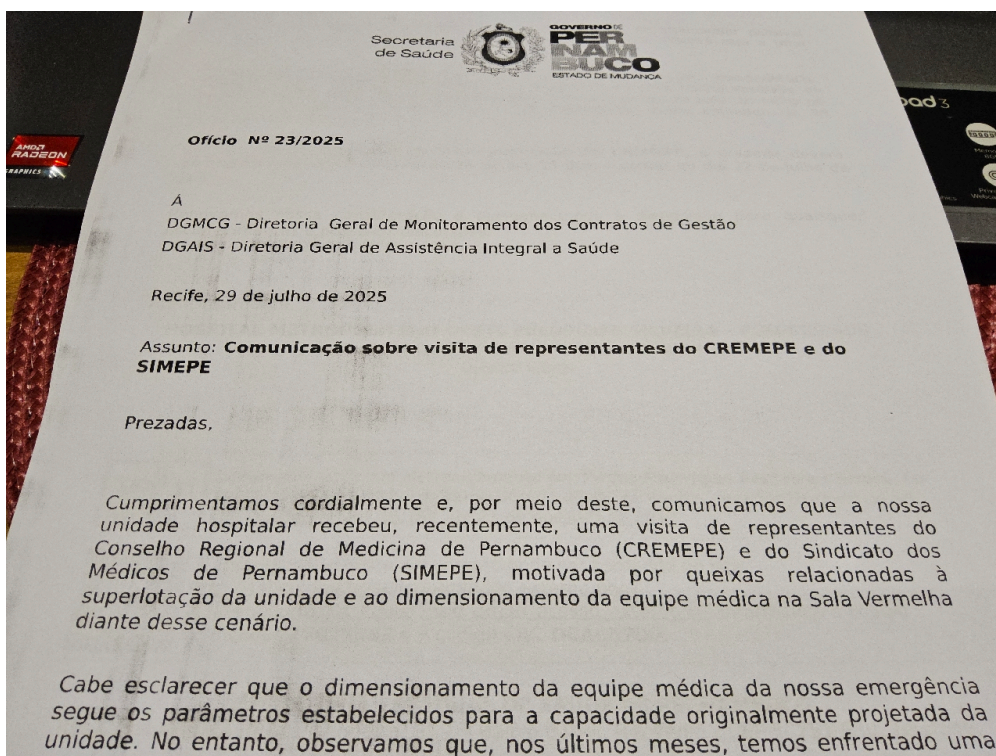 Secretaria
de Saúde
GOVERNO DE
PER
NAM
BUCO
ESTADO DE MUDANÇA
AMD
RADEON
GRAPHICS
pad 3
Ofício Nº 23/2025
À
DGMCG - Diretoria Geral de Monitoramento dos Contratos de Gestão
DGAIS - Diretoria Geral de Assistência Integral a Saúde
Recife, 29 de julho de 2025
Assunto: Comunicação sobre visita de representantes do CREMEPE e do
SIMEPE
Prezadas,
Cumprimentamos cordialmente e, por meio deste, comunicamos que a nossa
unidade hospitalar recebeu, recentemente, uma visita de representantes do
Conselho Regional de Medicina de Pernambuco (CREMEPE) e do Sindicato dos
Médicos de Pernambuco (SIMEPE), motivada por queixas relacionadas à
superlotação da unidade e ao dimensionamento da equipe médica na Sala Vermelha
diante desse cenário.
Cabe esclarecer que o dimensionamento da equipe médica da nossa emergência
segue os parâmetros estabelecidos para a capacidade originalmente projetada da
unidade. No entanto, observamos que, nos últimos meses, temos enfrentado uma